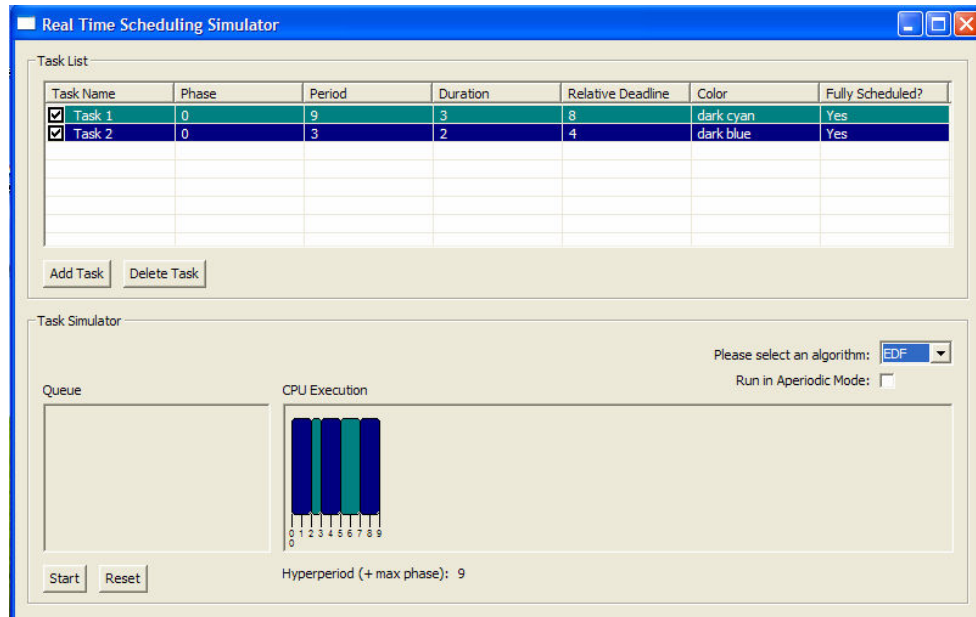 Real Time Scheduling Simulator
Task List
Task Name Phase Period Duration Relative Deadline Color Fully Scheduled?
Task 1 0 9 3 8 dark cyan Yes
Task 2 0 3 2 4 dark blue Yes
Add Task Delete Task
Task Simulator
Please select an algorithm: EDF
Run in Aperiodic Mode:
Queue CPU Execution
0 1 2 3 4 5 6 7 8 9
0
Hyperperiod (+ max phase): 9
Start Reset